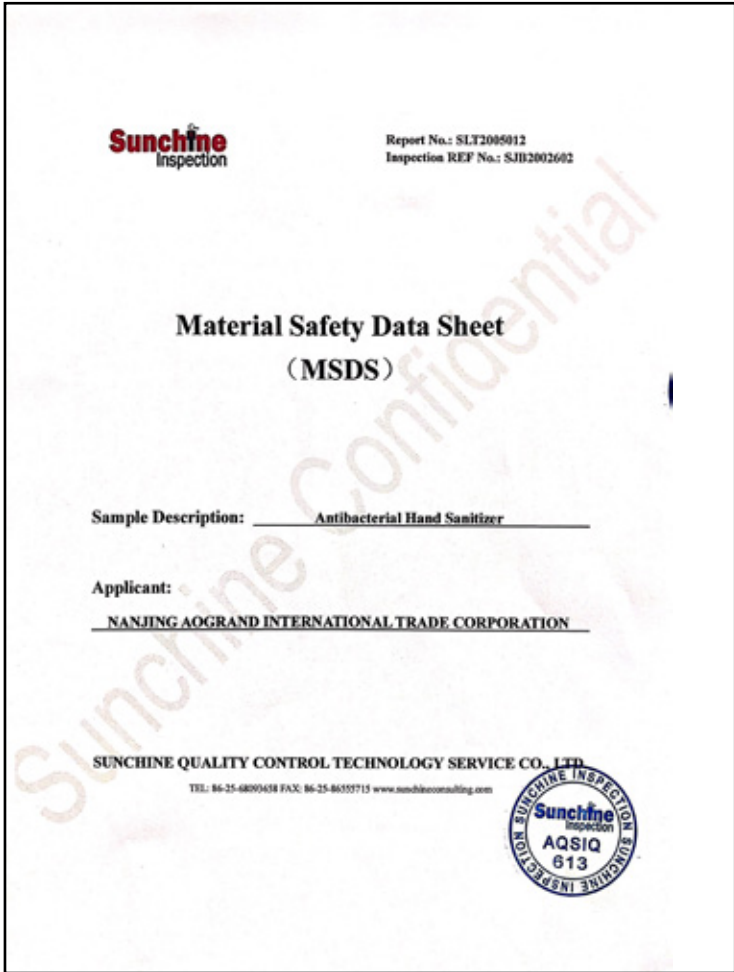 Sunchine
Inspection
Report No.: SLT2005012
Inspection REF No.: SJB2002602
Material Safety Data Sheet
（MSDS）
Sample Description: Antibacterial Hand Sanitizer
Applicant:
NANJING AOGRAND INTERNATIONAL TRADE CORPORATION
SUNCHINE QUALITY CONTROL TECHNOLOGY SERVICE CO., LTD
TEL: 86-25-68093658 FAX: 86-25-86555715 www.sunchineconsulting.com
Sunchine Confidential
SUNCHINE INSPECTION SUNCHINE INSPECTION
Sunchine
Inspection
AQSIQ
613